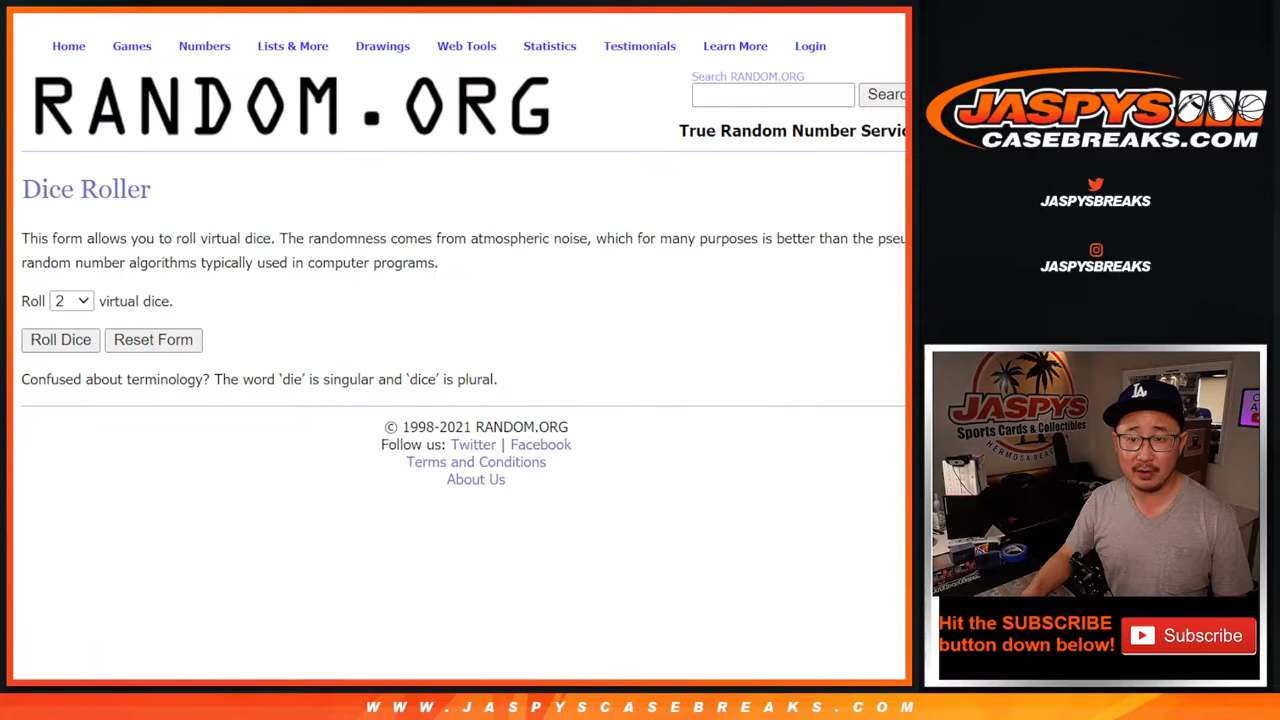 Home Games Numbers Lists & More Drawings Web Tools Statistics Testimonials Learn More Login
RANDOM.ORG
Search RANDOM.ORG
Searc
True Random Number Servic
Dice Roller
This form allows you to roll virtual dice. The randomness comes from atmospheric noise, which for many purposes is better than the pseu
random number algorithms typically used in computer programs.
Roll 2 virtual dice.
Roll Dice Reset Form
Confused about terminology? The word ‘die’ is singular and ‘dice’ is plural.
© 1998-2021 RANDOM.ORG
Follow us: Twitter | Facebook
Terms and Conditions
About Us
JASPYS
CASEBREAKS.COM
JASPYSBREAKS
JASPYSBREAKS
JASPYS
Sports Cards & Collectibles
HERMOSA BEACH
LA
Hit the SUBSCRIBE
button down below!
Subscribe
WWW.JASPYSCASEBREAKS.COM